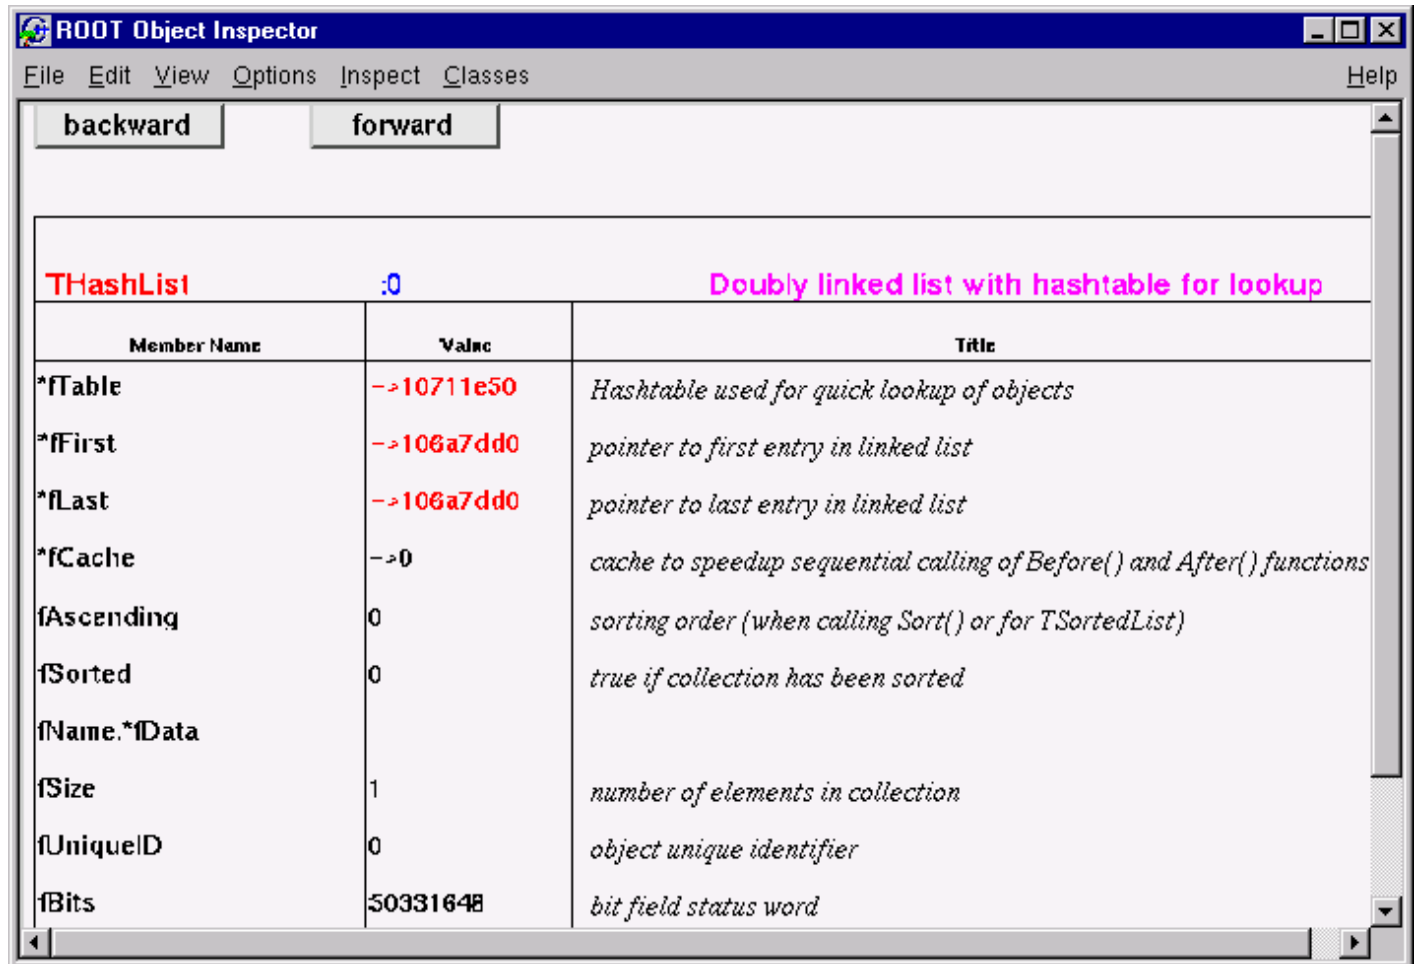 ROOT Object Inspector
File Edit View Options Inspect Classes Help
backward forward
THashList :0 Doubly linked list with hashtable for lookup
Member Name Value Title
*fTable ->10711e50 Hashtable used for quick lookup of objects
*fFirst ->106a7dd0 pointer to first entry in linked list
*fLast ->106a7dd0 pointer to last entry in linked list
*fCache ->0 cache to speedup sequential calling of Before() and After() functions
fAscending 0 sorting order (when calling Sort() or for TSortedList)
fSorted 0 true if collection has been sorted
fName.*fData
fSize 1 number of elements in collection
fUniqueID 0 object unique identifier
fBits 50331648 bit field status word